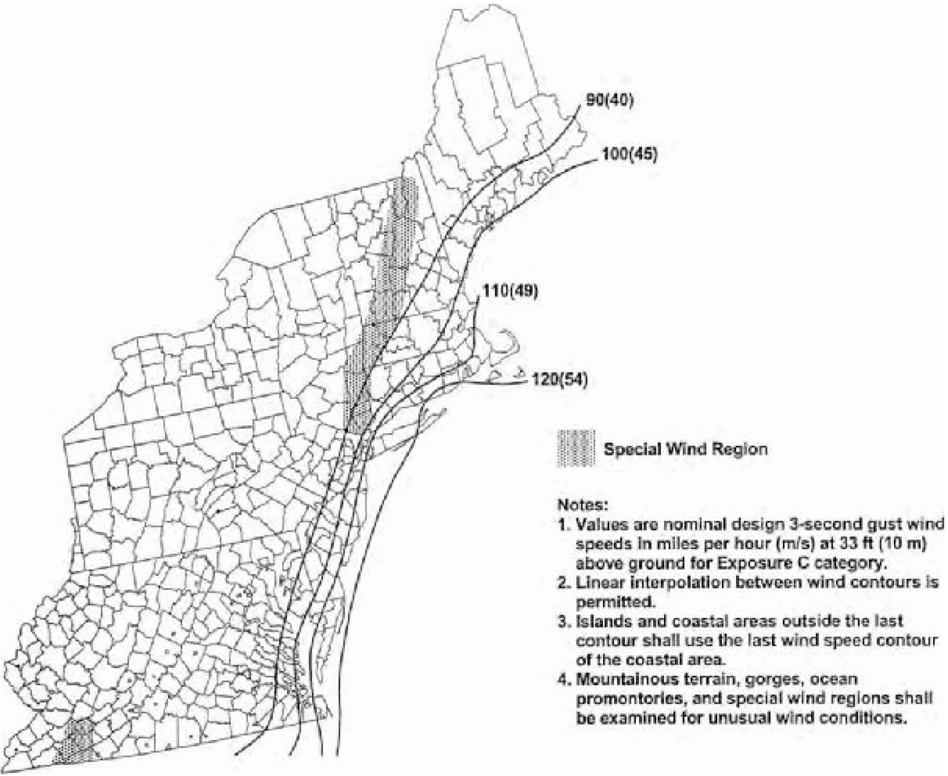 90(40)
100(45)
110(49)
120(54)
Special Wind Region
Notes:
1. Values are nominal design 3-second gust wind
speeds in miles per hour (m/s) at 33 ft (10 m)
above ground for Exposure C category.
2. Linear interpolation between wind contours is
permitted.
3. Islands and coastal areas outside the last
contour shall use the last wind speed contour
of the coastal area.
4. Mountainous terrain, gorges, ocean
promontories, and special wind regions shall
be examined for unusual wind conditions.